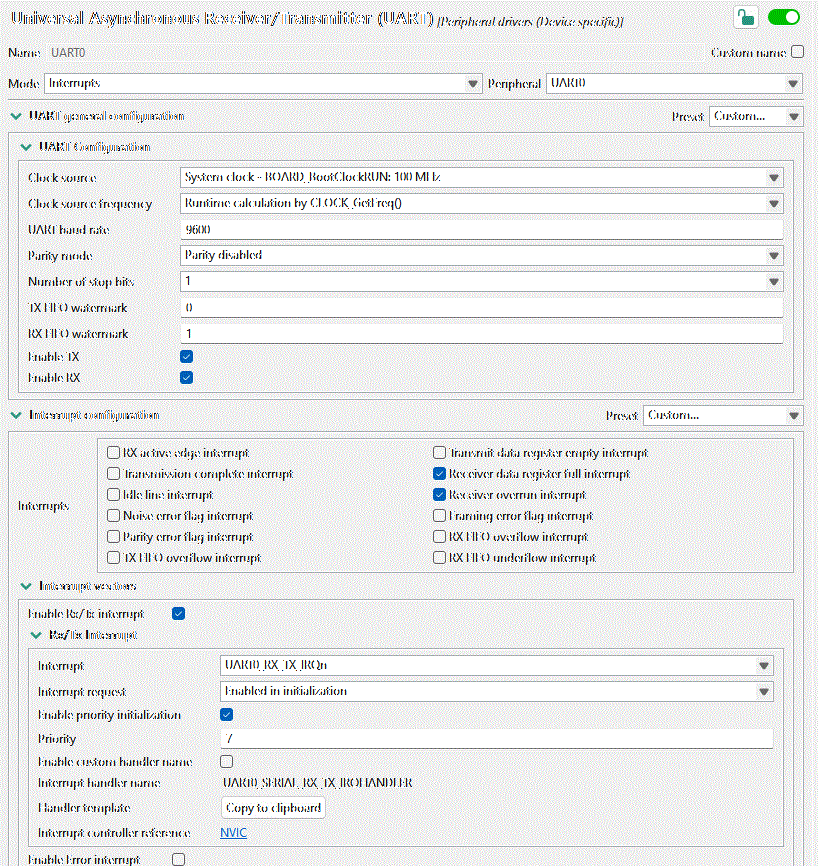 Universal Asynchronous Receiver/Transmitter (UART) [Peripheral drivers (Device specific)]
Name UART0 Custom name
Mode Interrupts Peripheral UART0
UART general configuration Preset Custom...
UART Configuration
Clock source System clock - BOARD_BootClockRUN: 100 MHz
Clock source frequency Runtime calculation by CLOCK_GetFreq()
UART baud rate 9600
Parity mode Parity disabled
Number of stop bits 1
TX FIFO watermark 0
RX FIFO watermark 1
Enable TX
Enable RX
Interrupt configuration Preset Custom...
RX active edge interrupt Transmit data register empty interrupt
Transmission complete interrupt Receiver data register full interrupt
Idle line interrupt Receiver overrun interrupt
Interrupts
Noise error flag interrupt Framing error flag interrupt
Parity error flag interrupt RX FIFO overflow interrupt
TX FIFO overflow interrupt RX FIFO underflow interrupt
Interrupt vectors
Enable Rx/Tx interrupt
Rx/Tx Interrupt
Interrupt UART0_RX_TX_IRQn
Interrupt request Enabled in initialization
Enable priority initialization
Priority 7
Enable custom handler name
Interrupt handler name UART0_SERIAL_RX_TX_IRQHANDLER
Handler template Copy to clipboard
Interrupt controller reference NVIC
Enable Error interrupt